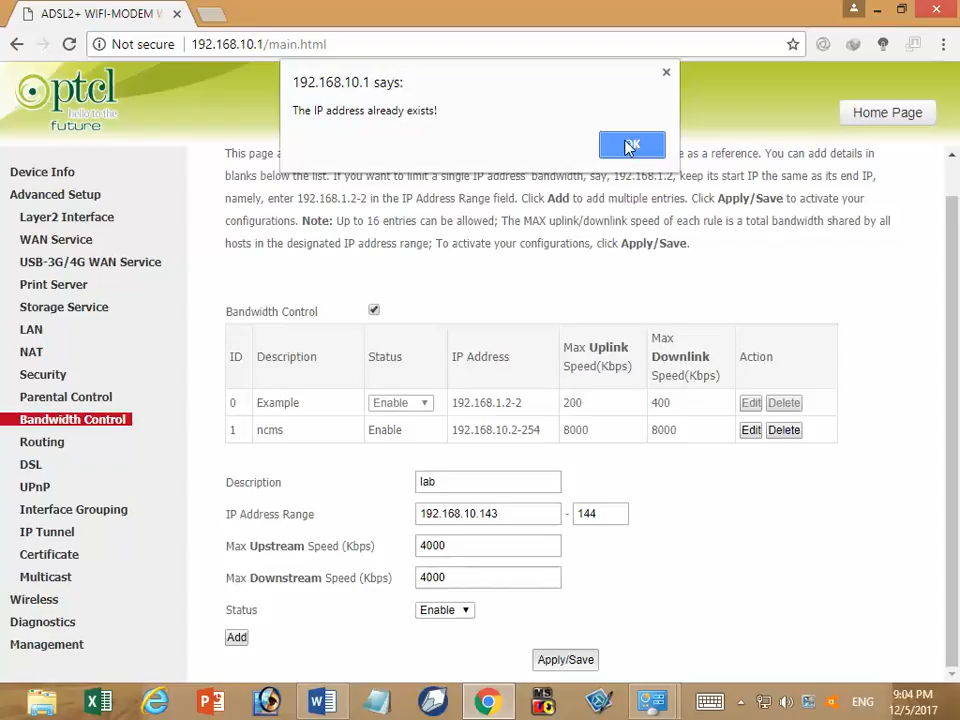 ADSL2+ WIFI-MODEM W
Not secure
192.168.10.1/main.html
ptcl
hello to the
future
192.168.10.1 says:
The IP address already exists!
OK
Home Page
This page a
e as a reference. You can add details in
blanks below the list. If you want to limit a single IP address bandwidth, say, 192.168.1.2, keep its start IP the same as its end IP,
namely, enter 192.168.1.2-2 in the IP Address Range field. Click Add to add multiple entries. Click Apply/Save to activate your
configurations. Note: Up to 16 entries can be allowed; The MAX uplink/downlink speed of each rule is a total bandwidth shared by all
hosts in the designated IP address range; To activate your configurations, click Apply/Save.
Device Info
Advanced Setup
Layer2 Interface
WAN Service
USB-3G/4G WAN Service
Print Server
Storage Service
LAN
NAT
Security
Parental Control
Bandwidth Control
Routing
DSL
UPnP
Interface Grouping
IP Tunnel
Certificate
Multicast
Wireless
Diagnostics
Management
Bandwidth Control
ID Description Status IP Address Max Uplink Speed(Kbps) Max Downlink Speed(Kbps) Action
0 Example Enable 192.168.1.2-2 200 400 Edit Delete
1 ncms Enable 192.168.10.2-254 8000 8000 Edit Delete
Description lab
IP Address Range 192.168.10.143 - 144
Max Upstream Speed (Kbps) 4000
Max Downstream Speed (Kbps) 4000
Status Enable
Add
Apply/Save
ENG
9:04 PM
12/5/2017